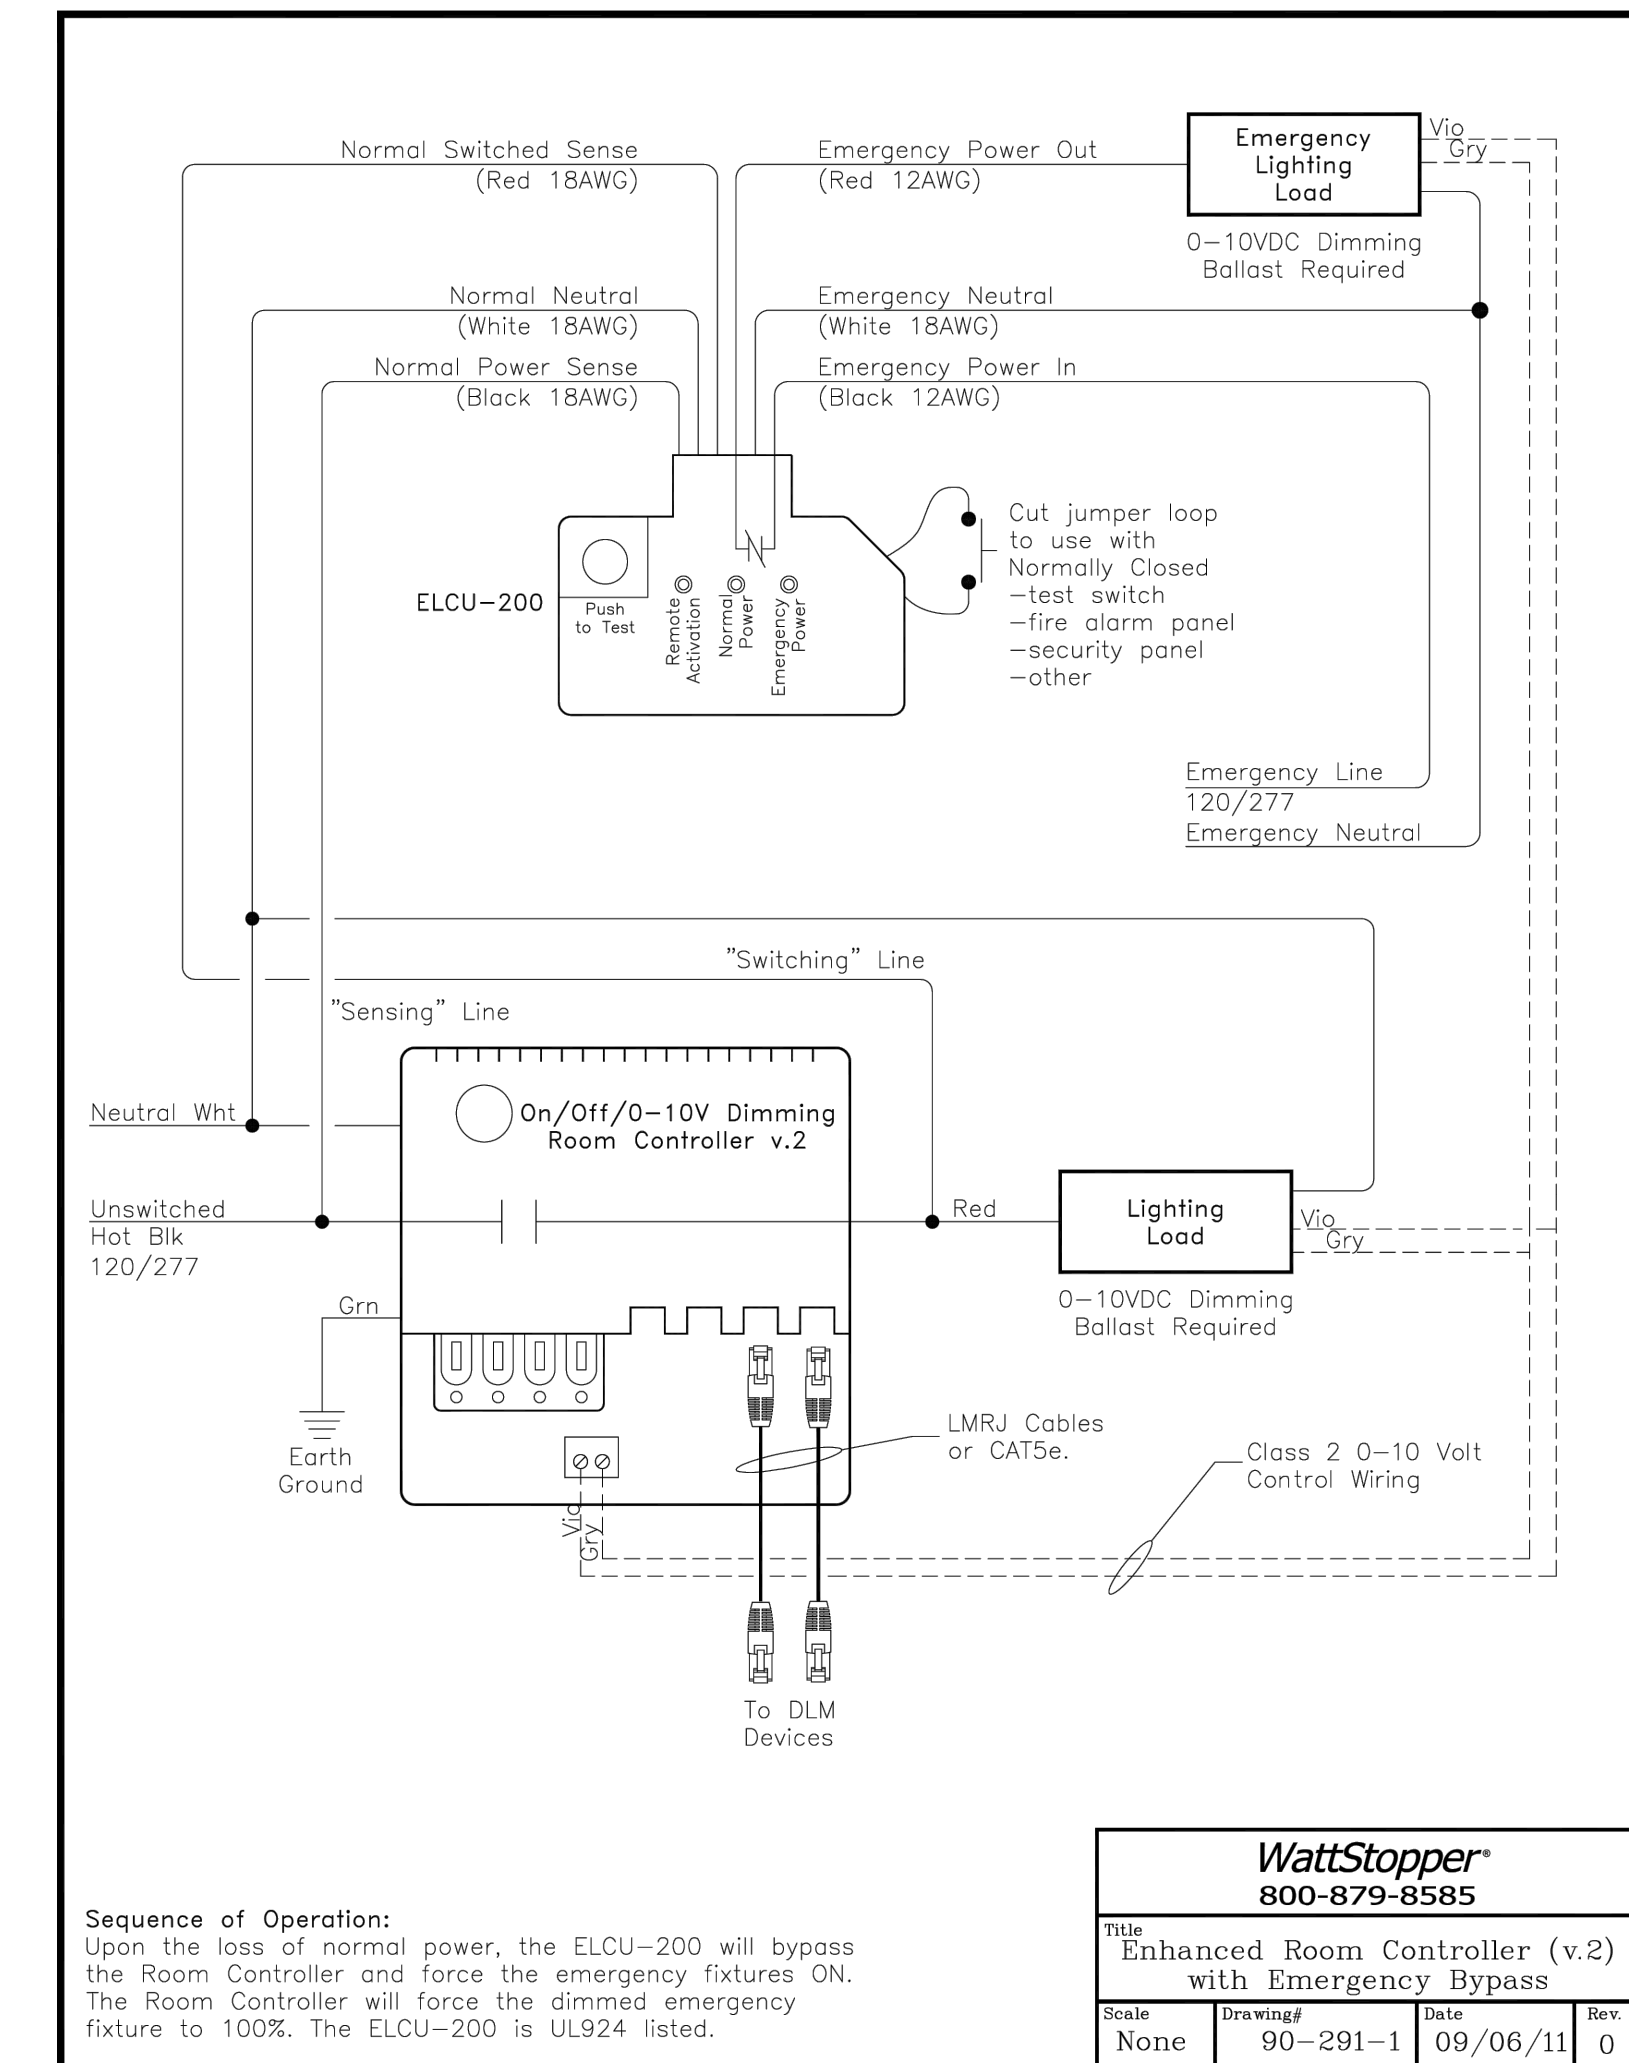 Normal Switched Sense
(Red 18AWG)
Emergency Power Out
(Red 12AWG)
Emergency
Lighting
Load
Vio
Gry
0-10VDC Dimming
Ballast Required
Normal Neutral
(White 18AWG)
Emergency Neutral
(White 18AWG)
Normal Power Sense
(Black 18AWG)
Emergency Power In
(Black 12AWG)
ELCU-200
Push
to Test
Remote
Activation
Normal
Power
Emergency
Power
Cut jumper loop
to use with
Normally Closed
-test switch
-fire alarm panel
-security panel
-other
Emergency Line
120/277
Emergency Neutral
"Switching" Line
"Sensing" Line
Neutral Wht
On/Off/0-10V Dimming
Room Controller v.2
Unswitched
Hot Blk
120/277
Red
Lighting
Load
Vio
Gry
0-10VDC Dimming
Ballast Required
Grn
Earth
Ground
LMRJ Cables
or CAT5e.
Class 2 0-10 Volt
Control Wiring
Vio
Gry
To DLM
Devices
Sequence of Operation:
Upon the loss of normal power, the ELCU-200 will bypass
the Room Controller and force the emergency fixtures ON.
The Room Controller will force the dimmed emergency
fixture to 100%. The ELCU-200 is UL924 listed.
WattStopper®
800-879-8585
Title
Enhanced Room Controller (v.2)
with Emergency Bypass
Scale
None
Drawing#
90-291-1
Date
09/06/11
Rev.
0